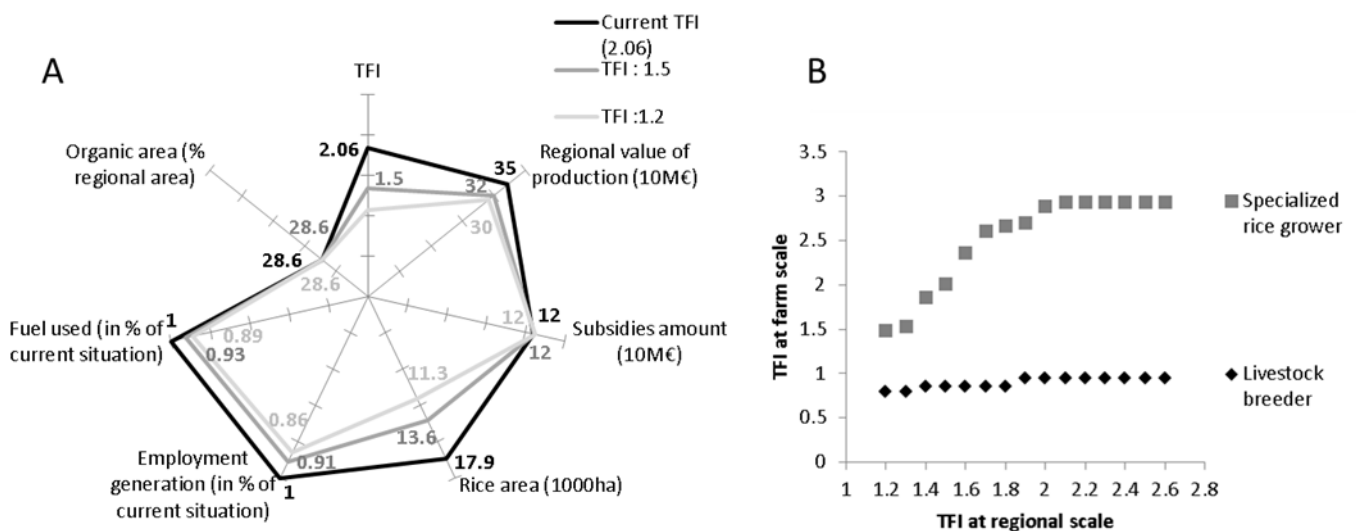 A
Current TFI
(2.06)
TFI : 1.5
TFI :1.2
TFI
2.06
1.5
Organic area (%
regional area)
28.6
28.6
28.6
Regional value of
production (10M€)
35
32
30
Fuel used (in % of
current situation)
1
0.89
0.93
Subsidies amount
(10M€)
12
12
12
Employment
generation (in % of
current situation)
0.86
0.91
1
11.3
13.6
17.9
Rice area (1000ha)
B
TFI at farm scale
3.5
3
2.5
2
1.5
1
0.5
0
1 1.2 1.4 1.6 1.8 2 2.2 2.4 2.6 2.8
TFI at regional scale
Specialized
rice grower
Livestock
breeder